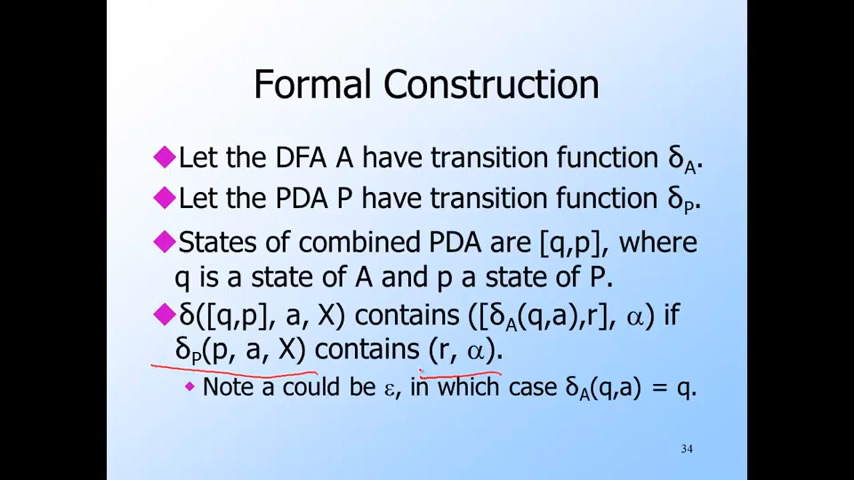 Formal Construction
Let the DFA A have transition function δA.
Let the PDA P have transition function δP.
States of combined PDA are [q,p], where
q is a state of A and p a state of P.
δ([q,p], a, X) contains ([δA(q,a),r], α) if
δP(p, a, X) contains (r, α).
Note a could be ε, in which case δA(q,a) = q.
34